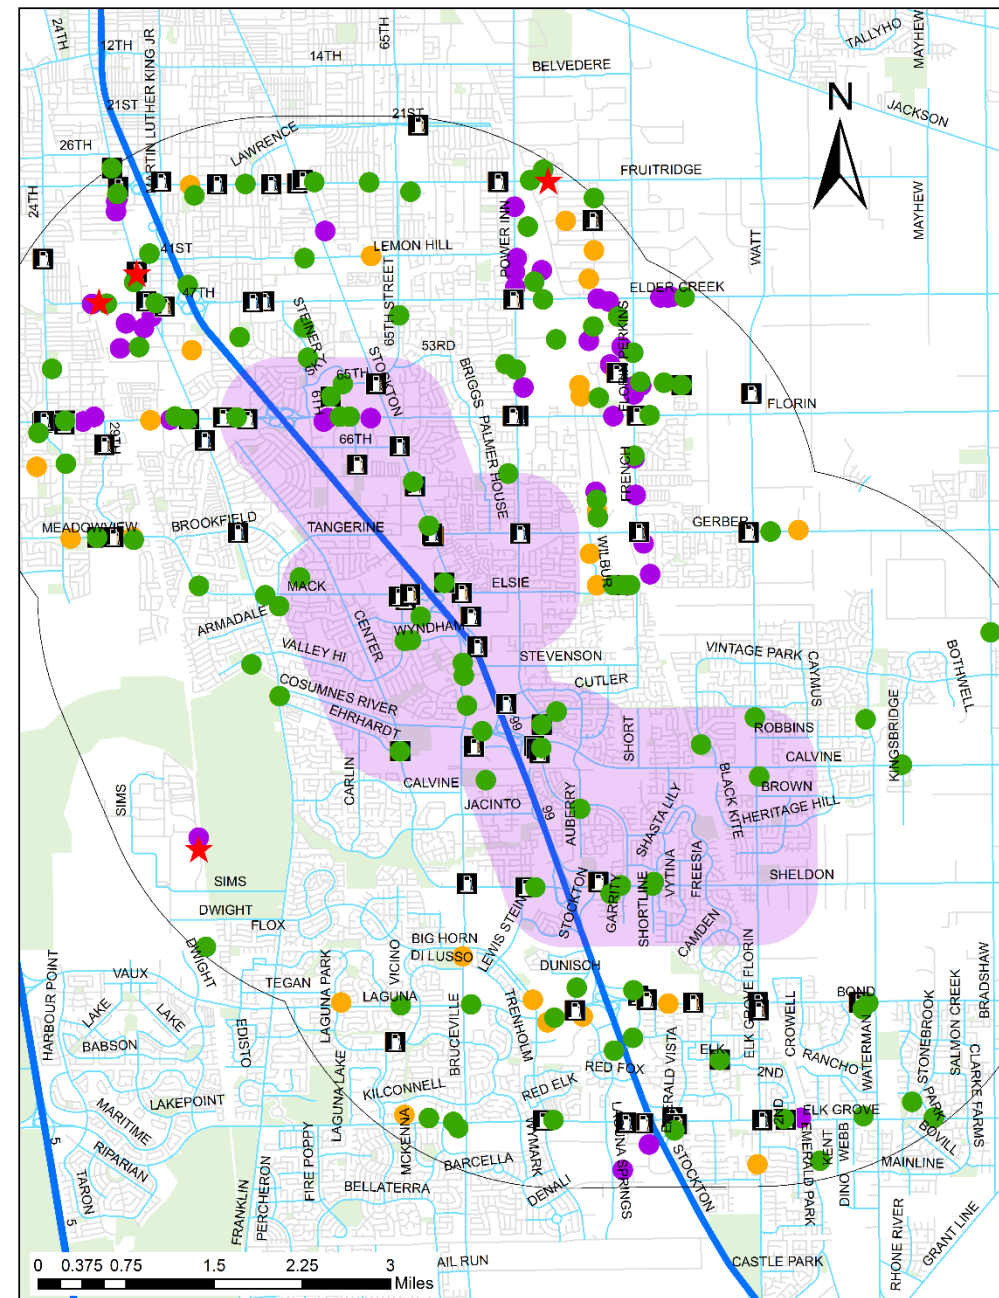 24TH
12TH
MARTIN LUTHER KING JR
65TH
14TH
TALLYHO
MAYHEW
BELVEDERE
21ST
21ST
JACKSON
N
26TH
LAWRENCE
24TH
FRUITRIDGE
MAYHEW
41ST
LEMON HILL
POWER INN
WATT
47TH
ELDER CREEK
STEINER
65TH STREET
STOCKTON
53RD
FLORIN PERKINS
SKY
65TH
6TH
BRIGGS
PALMER HOUSE
FLORIN
29TH
66TH
FRENCH
MEADOWVIEW
BROOKFIELD
TANGERINE
GERBER
WILBUR
MACK
ELSIE
ARMADALE
CENTER
WYNDHAM
VALLEY HI
STEVENSON
VINTAGE PARK
CAYMUS
BOTHWELL
COSUMNES RIVER
CUTLER
EHRHARDT
99
SHORT
ROBBINS
KINGSBRIDGE
CALVINE
CARLIN
CALVINE
BLACK KITE
BROWN
SIMS
JACINTO
99
AUBERRY
SHASTA LILY
HERITAGE HILL
SIMS
STOCKTON
GARRITY
SHORTLINE
VYTINA
FREESIA
SHELDON
DWIGHT
FLOX
LEWIS STEIN
CAMDEN
DWIGHT
BIG HORN
DI LUSSO
HARBOUR POINT
VAUX
TEGAN
LAGUNA PARK
VICINO
DUNISCH
ELK GROVE FLORIN
BRADSHAW
LAKE
LAKE
LAGUNA
BRUCEVILLE
TRENHOLM
BOND
CROWELL
WATERMAN
STONEBROOK
SALMON CREEK
CLARKE FARMS
BABSON
EDISTO
EMERALD VISTA
ELK
RANCHO
RED FOX
2ND
LAGUNA LAKE
KILCONNELL
RED ELK
LAKEPOINT
MARITIME
MCKENNA
WYMARK
LAGUNA SPRINGS
2ND
ELK GROVE
PARK
5
RIPARIAN
FIRE POPPY
BARCELLA
STOCKTON
EMERALD PARK
KENT
WEBB
BOVILL
MAINLINE
TARON
FRANKLIN
PERCHERON
BELLATERRA
DENALI
DINO
RHONE RIVER
GRANT LINE
5
AIL RUN
CASTLE PARK
0 0.375 0.75 1.5 2.25 3
Miles